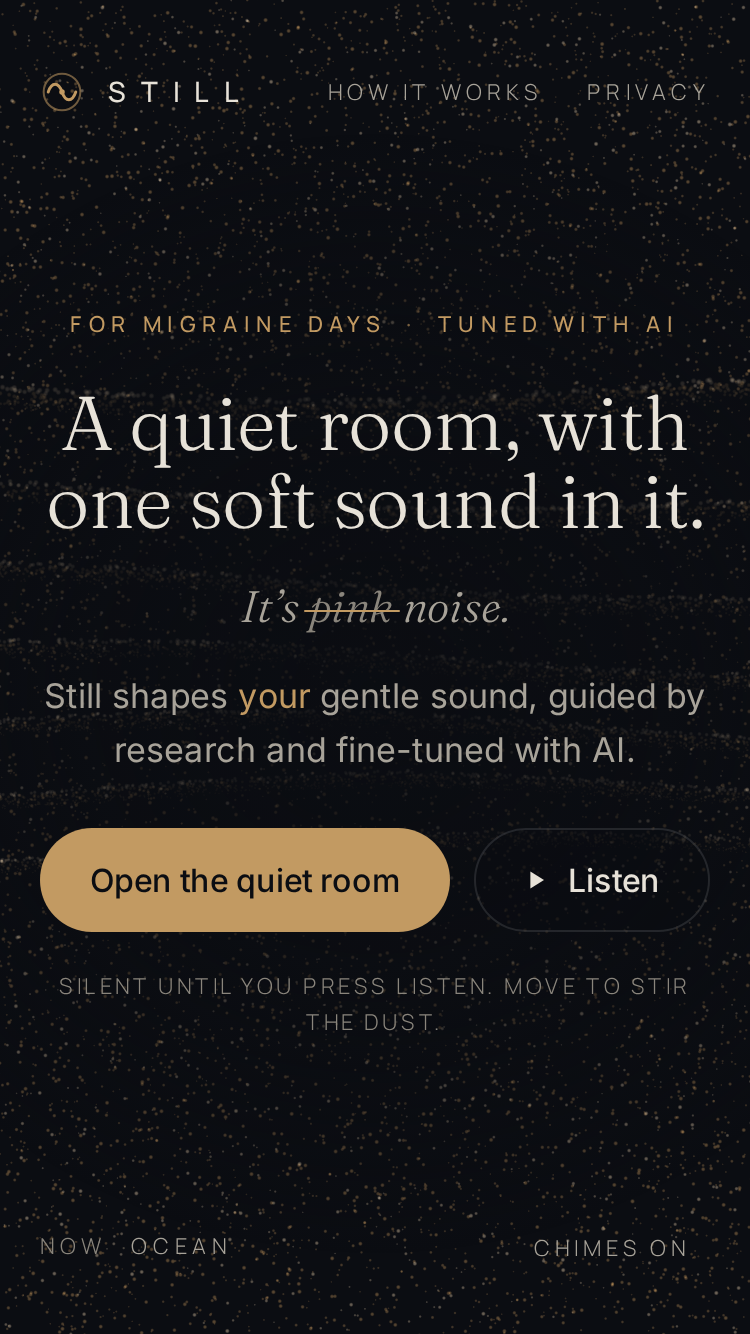 STILL HOW IT WORKS PRIVACY
FOR MIGRAINE DAYS · TUNED WITH AI
A quiet room, with
one soft sound in it.
It’s pink noise.
Still shapes your gentle sound, guided by
research and fine-tuned with AI.
Open the quiet room Listen
SILENT UNTIL YOU PRESS LISTEN. MOVE TO STIR
THE DUST.
NOW · OCEAN CHIMES ON